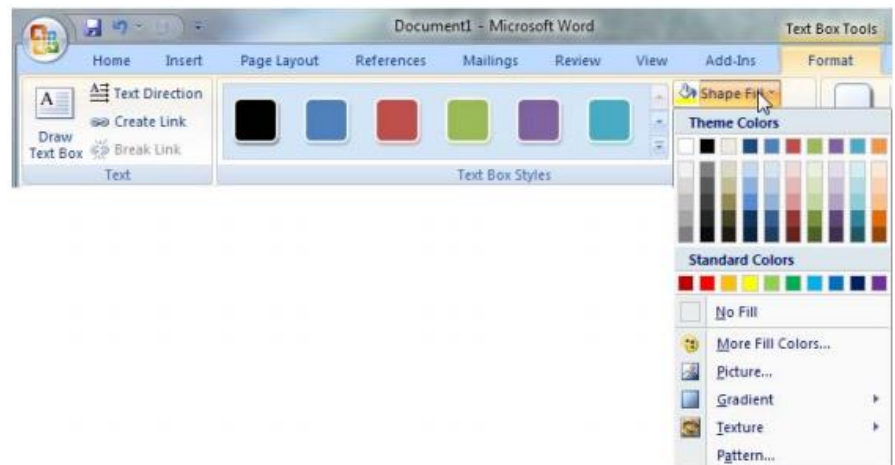 Document1 - Microsoft Word
Text Box Tools
Home Insert Page Layout References Mailings Review View Add-Ins Format
Draw Text Box
Text Direction
Create Link
Break Link
Text
Text Box Styles
Shape Fill
Theme Colors
Standard Colors
No Fill
More Fill Colors...
Picture...
Gradient
Texture
Pattern...